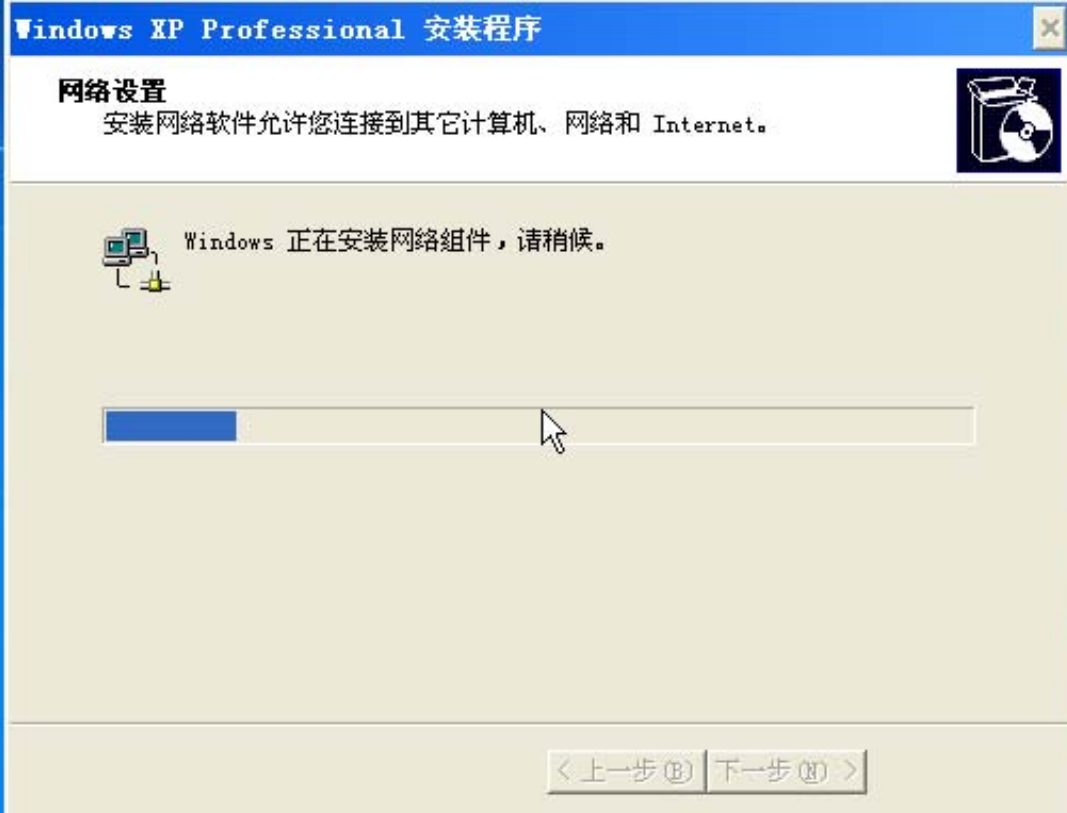 Windows XP Professional 安装程序
网络设置
安装网络软件允许您连接到其它计算机、网络和 Internet。
Windows 正在安装网络组件，请稍候。
< 上一步(B) 下一步(N) >